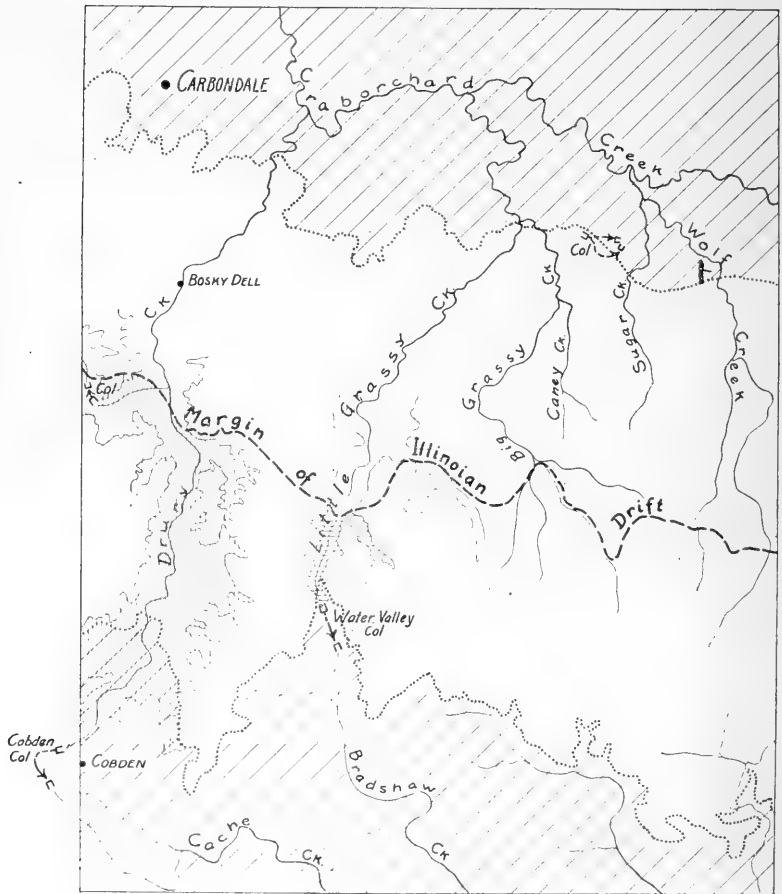 CARBONDALE
Craborchard Creek
Wolf Creek
Col
BOSKY DELL
Ck
Little Grassy Ck
Big Grassy Ck
Caney Ck.
Sugar Ck
Col
Margin of Illinoian Drift
Drury
Water Valley
Col
Cobden
Col
COBDEN
Bradshaw Ck
Cache Ck.